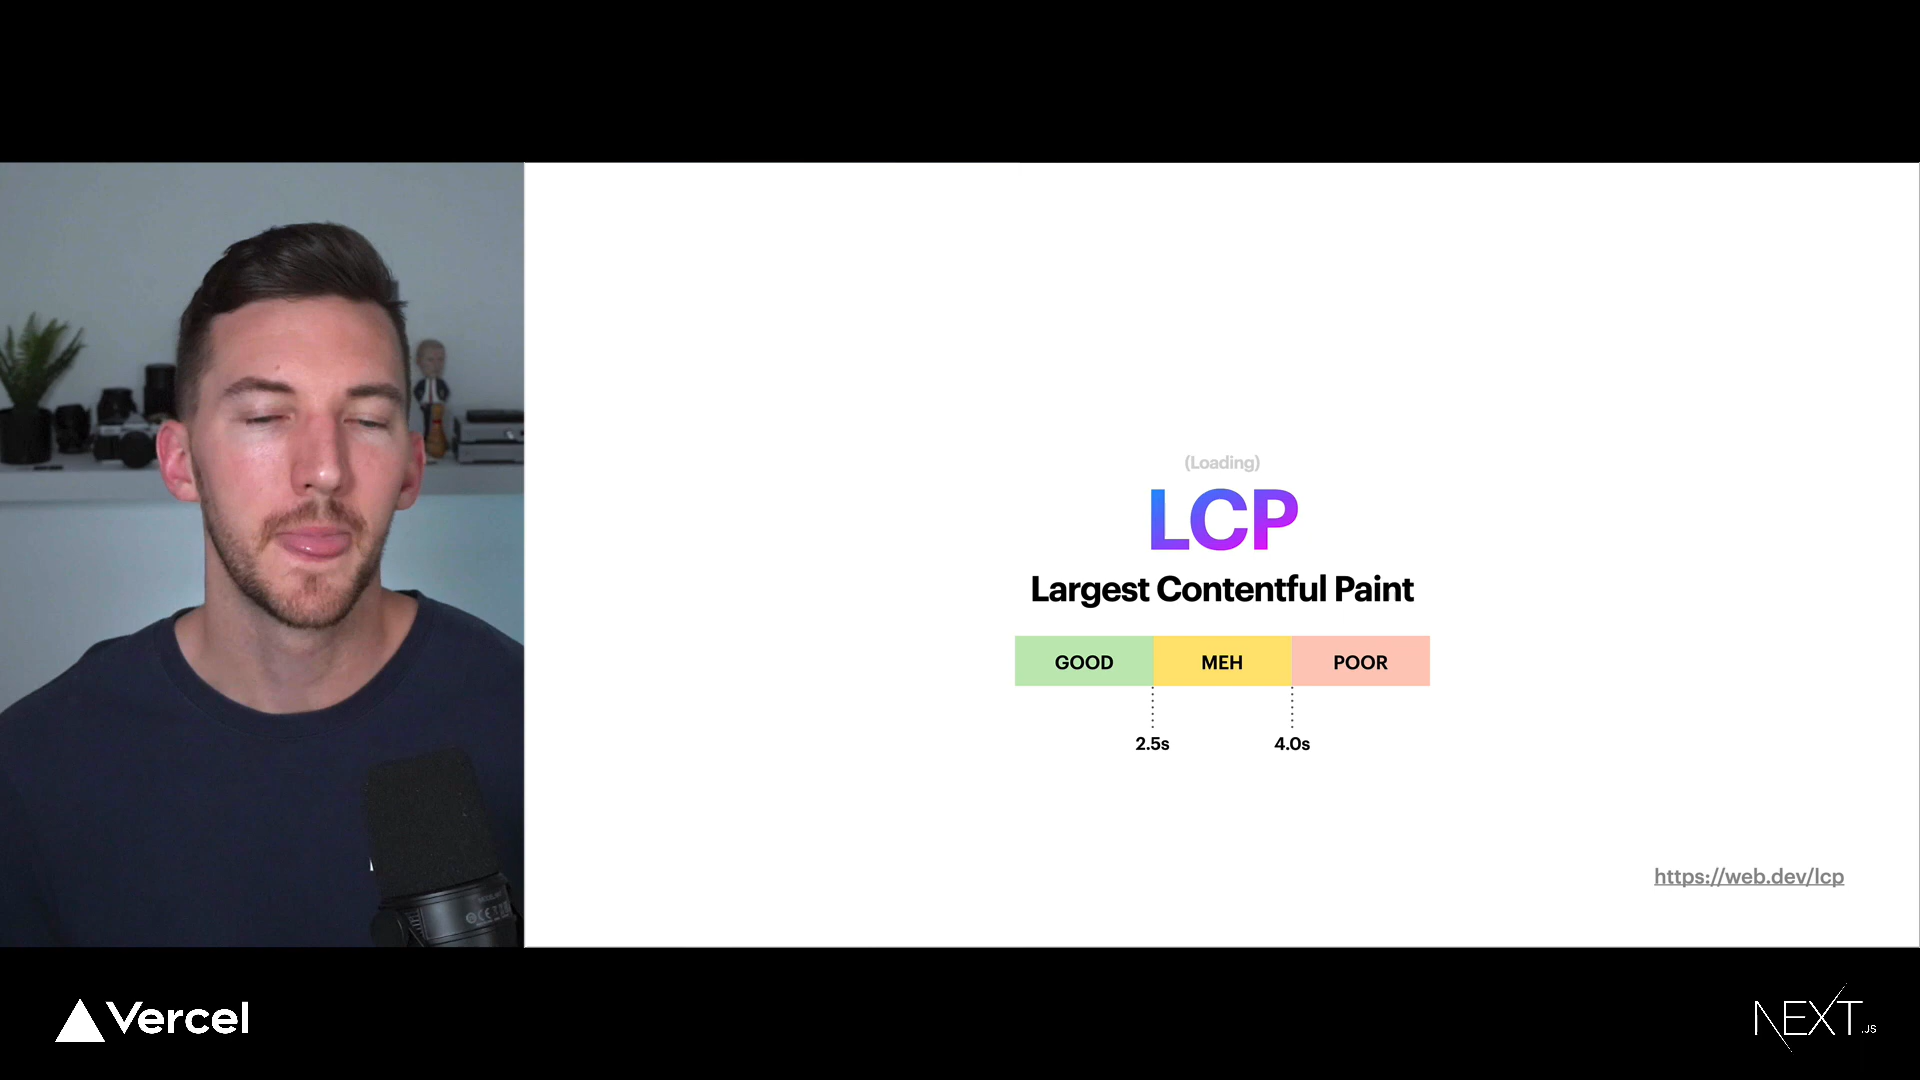 (Loading)
LCP
Largest Contentful Paint
GOOD MEH POOR
2.5s 4.0s
https://web.dev/lcp
Vercel
NEXT.JS